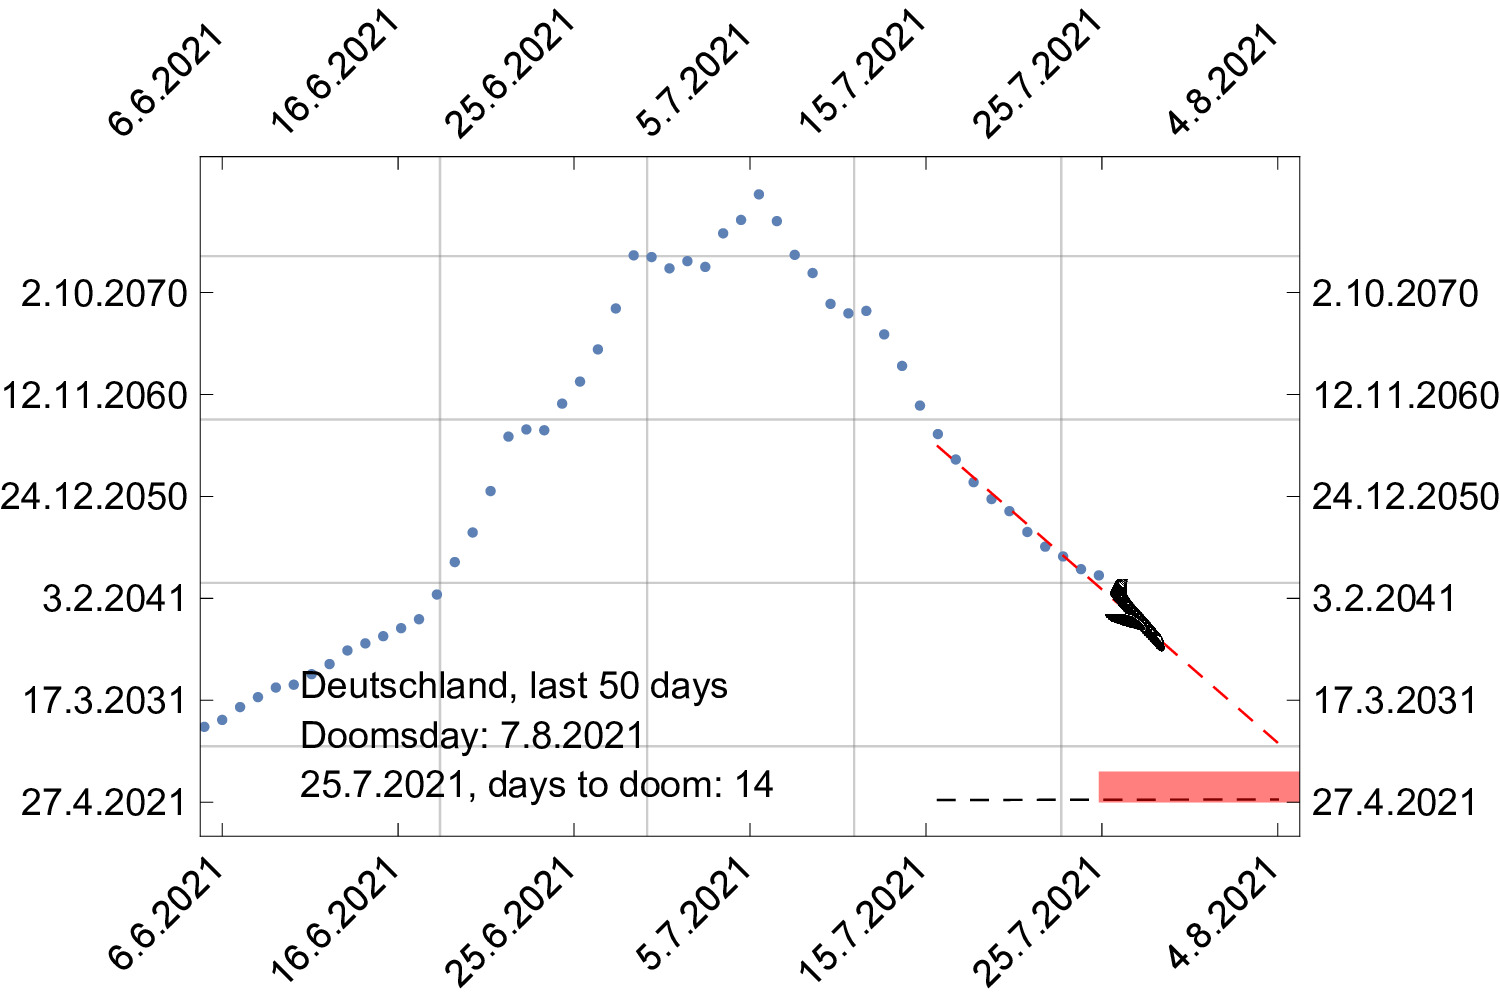 6.6.2021 16.6.2021 25.6.2021 5.7.2021 15.7.2021 25.7.2021 4.8.2021
2.10.2070 2.10.2070
12.11.2060 12.11.2060
24.12.2050 24.12.2050
3.2.2041 3.2.2041
17.3.2031 17.3.2031
27.4.2021 27.4.2021
Deutschland, last 50 days
Doomsday: 7.8.2021
25.7.2021, days to doom: 14
6.6.2021 16.6.2021 25.6.2021 5.7.2021 15.7.2021 25.7.2021 4.8.2021